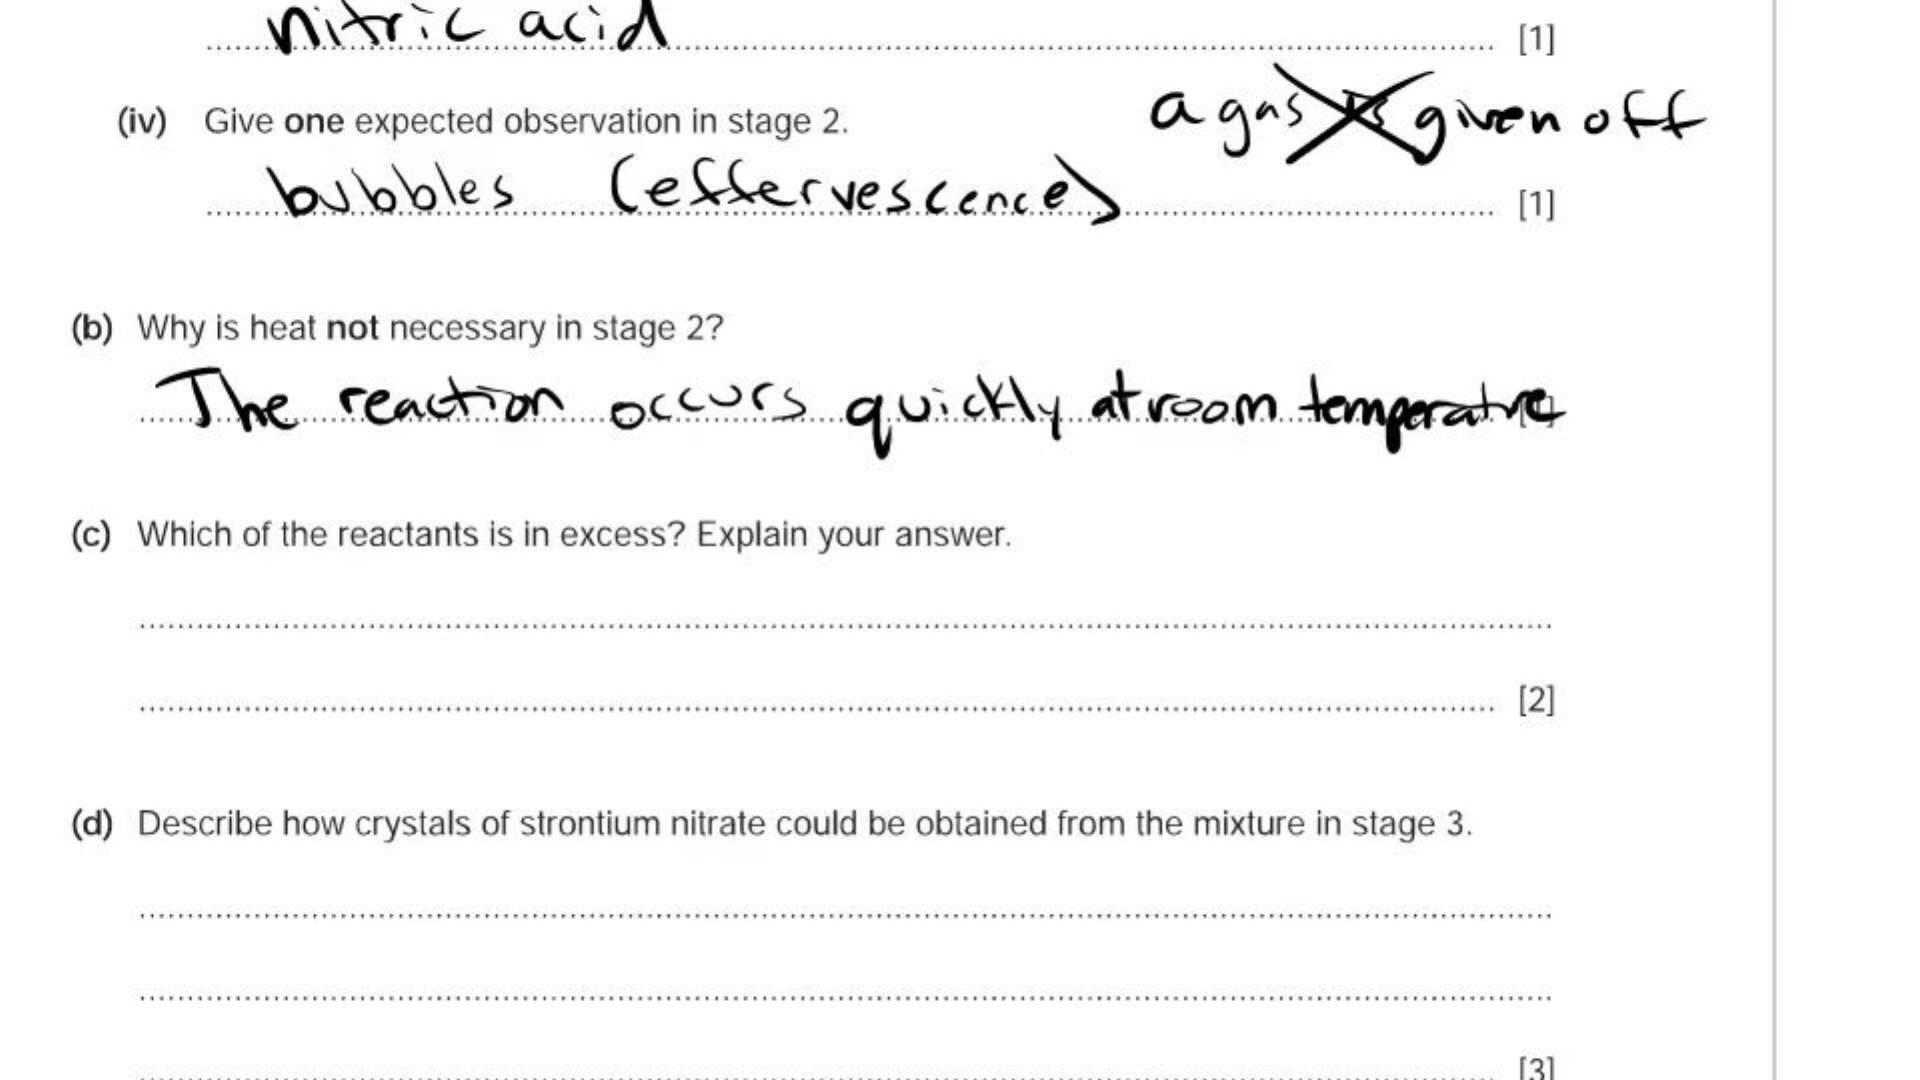 nitric acid [1]
(iv) Give one expected observation in stage 2. a gas is given off
bubbles (effervescence) [1]
(b) Why is heat not necessary in stage 2?
The reaction occurs quickly at room temperature [1]
(c) Which of the reactants is in excess? Explain your answer.
[2]
(d) Describe how crystals of strontium nitrate could be obtained from the mixture in stage 3.
[3]